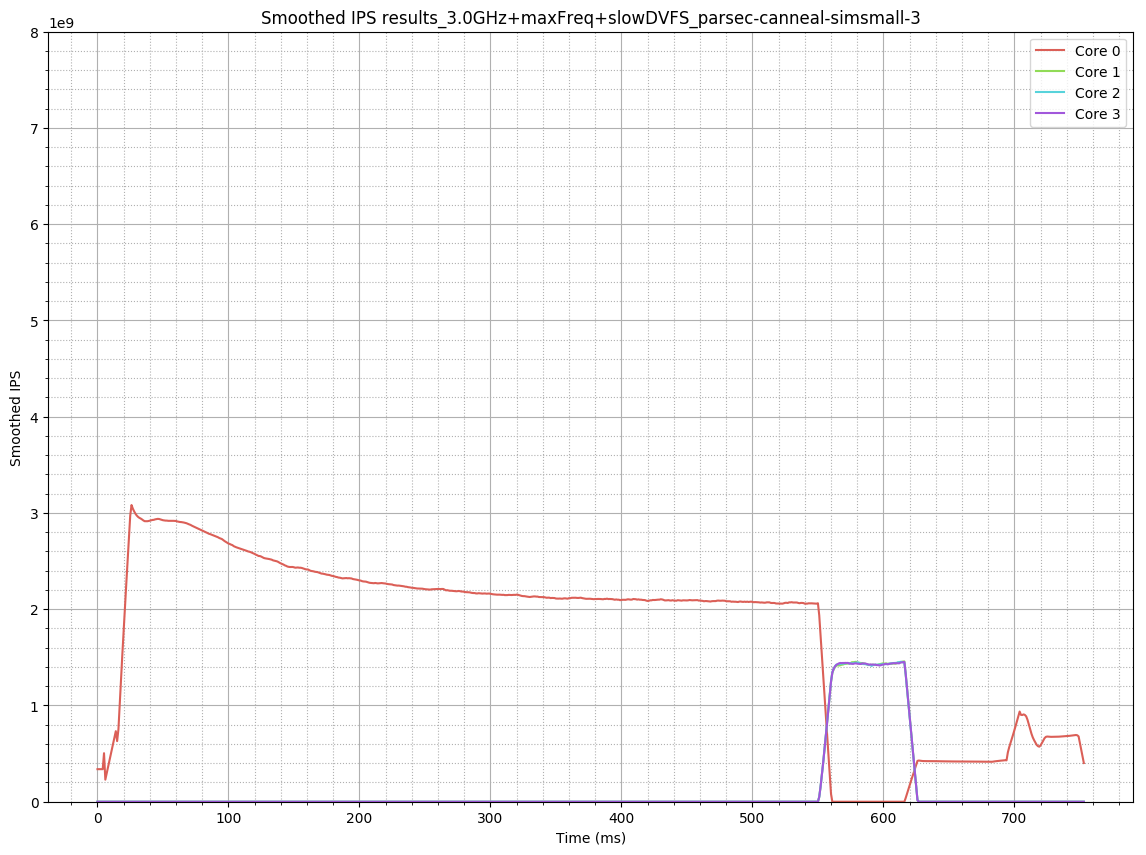 Smoothed IPS results_3.0GHz+maxFreq+slowDVFS_parsec-canneal-simsmall-3
1e9
8
7
6
5
4
3
2
1
0
Smoothed IPS
Core 0
Core 1
Core 2
Core 3
0 100 200 300 400 500 600 700
Time (ms)